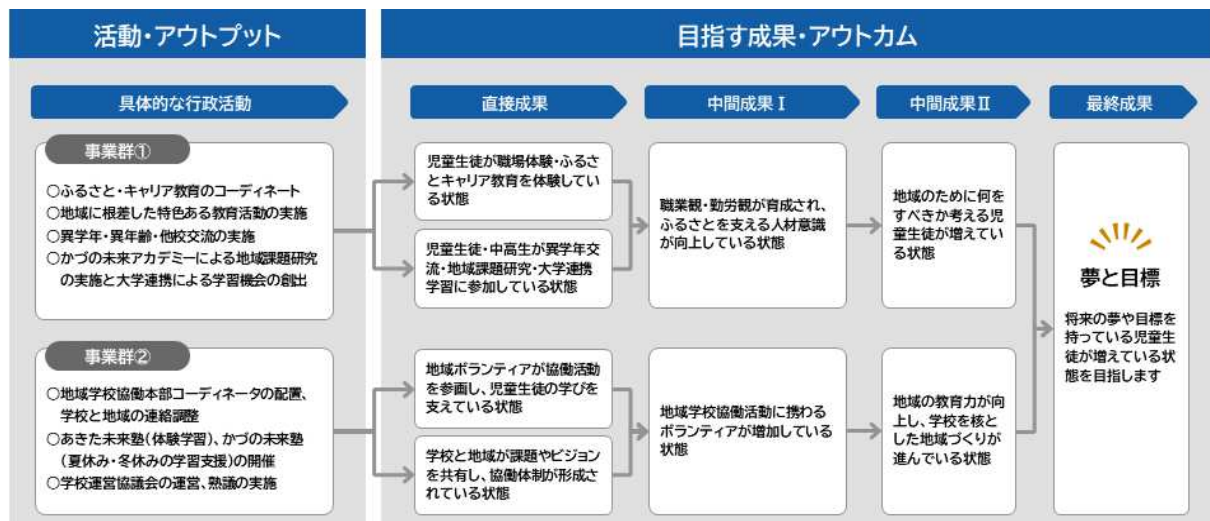 活動・アウトプット
目指す成果・アウトカム
具体的な行政活動
直接成果
中間成果Ⅰ
中間成果Ⅱ
最終成果
事業群①
○ふるさと・キャリア教育のコーディネート
○地域に根差した特色ある教育活動の実施
○異学年・異年齢・他校交流の実施
○かづの未来アカデミーによる地域課題研究
の実施と大学連携による学習機会の創出
児童生徒が職場体験・ふるさ
とキャリア教育を体験してい
る状態
児童生徒・中高生が異学年交
流・地域課題研究・大学連携
学習に参加している状態
職業観・勤労観が育成され、
ふるさとを支える人材意識
が向上している状態
地域のために何を
すべきか考える児
童生徒が増えてい
る状態
事業群②
○地域学校協働本部コーディネータの配置、
学校と地域の連絡調整
○あきた未来塾(体験学習)、かづの未来塾
(夏休み・冬休みの学習支援)の開催
○学校運営協議会の運営、熟議の実施
地域ボランティアが協働活動
を参画し、児童生徒の学びを
支えている状態
学校と地域が課題やビジョン
を共有し、協働体制が形成さ
れている状態
地域学校協働活動に携わる
ボランティアが増加している
状態
地域の教育力が向
上し、学校を核と
した地域づくりが
進んでいる状態
夢と目標
将来の夢や目標を
持っている児童生
徒が増えている状
態を目指します